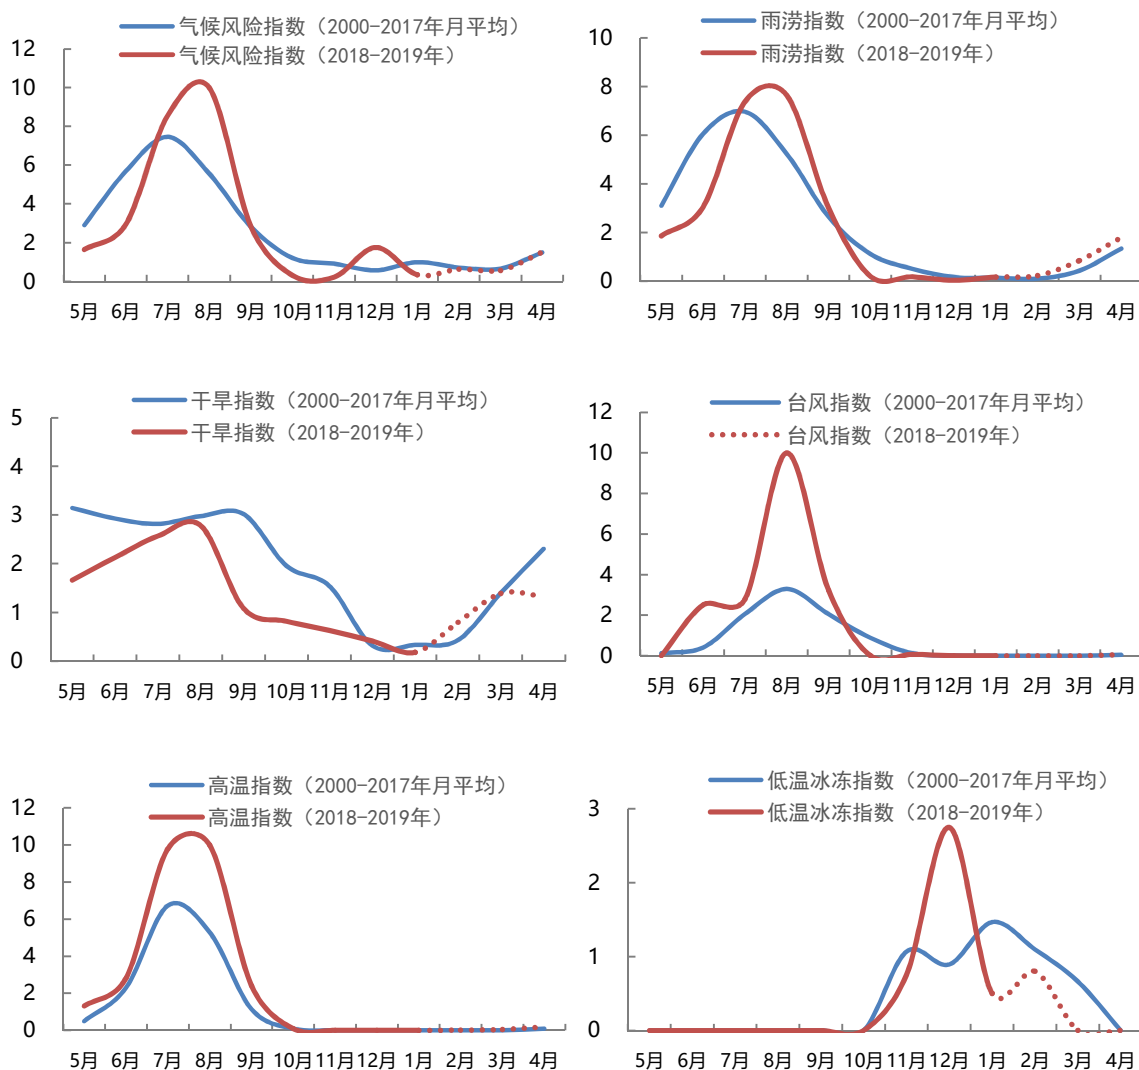 气候风险指数（2000-2017年月平均）
气候风险指数（2018-2019年）
12
10
8
6
4
2
0
5月 6月 7月 8月 9月 10月 11月 12月 1月 2月 3月 4月
雨涝指数（2000-2017年月平均）
雨涝指数（2018-2019年）
10
8
6
4
2
0
5月 6月 7月 8月 9月 10月 11月 12月 1月 2月 3月 4月
干旱指数（2000-2017年月平均）
干旱指数（2018-2019年）
5
4
3
2
1
0
5月 6月 7月 8月 9月 10月 11月 12月 1月 2月 3月 4月
台风指数（2000-2017年月平均）
台风指数（2018-2019年）
12
10
8
6
4
2
0
5月 6月 7月 8月 9月 10月 11月 12月 1月 2月 3月 4月
高温指数（2000-2017年月平均）
高温指数（2018-2019年）
12
10
8
6
4
2
0
5月 6月 7月 8月 9月 10月 11月 12月 1月 2月 3月 4月
低温冰冻指数（2000-2017年月平均）
低温冰冻指数（2018-2019年）
3
2
1
0
5月 6月 7月 8月 9月 10月 11月 12月 1月 2月 3月 4月